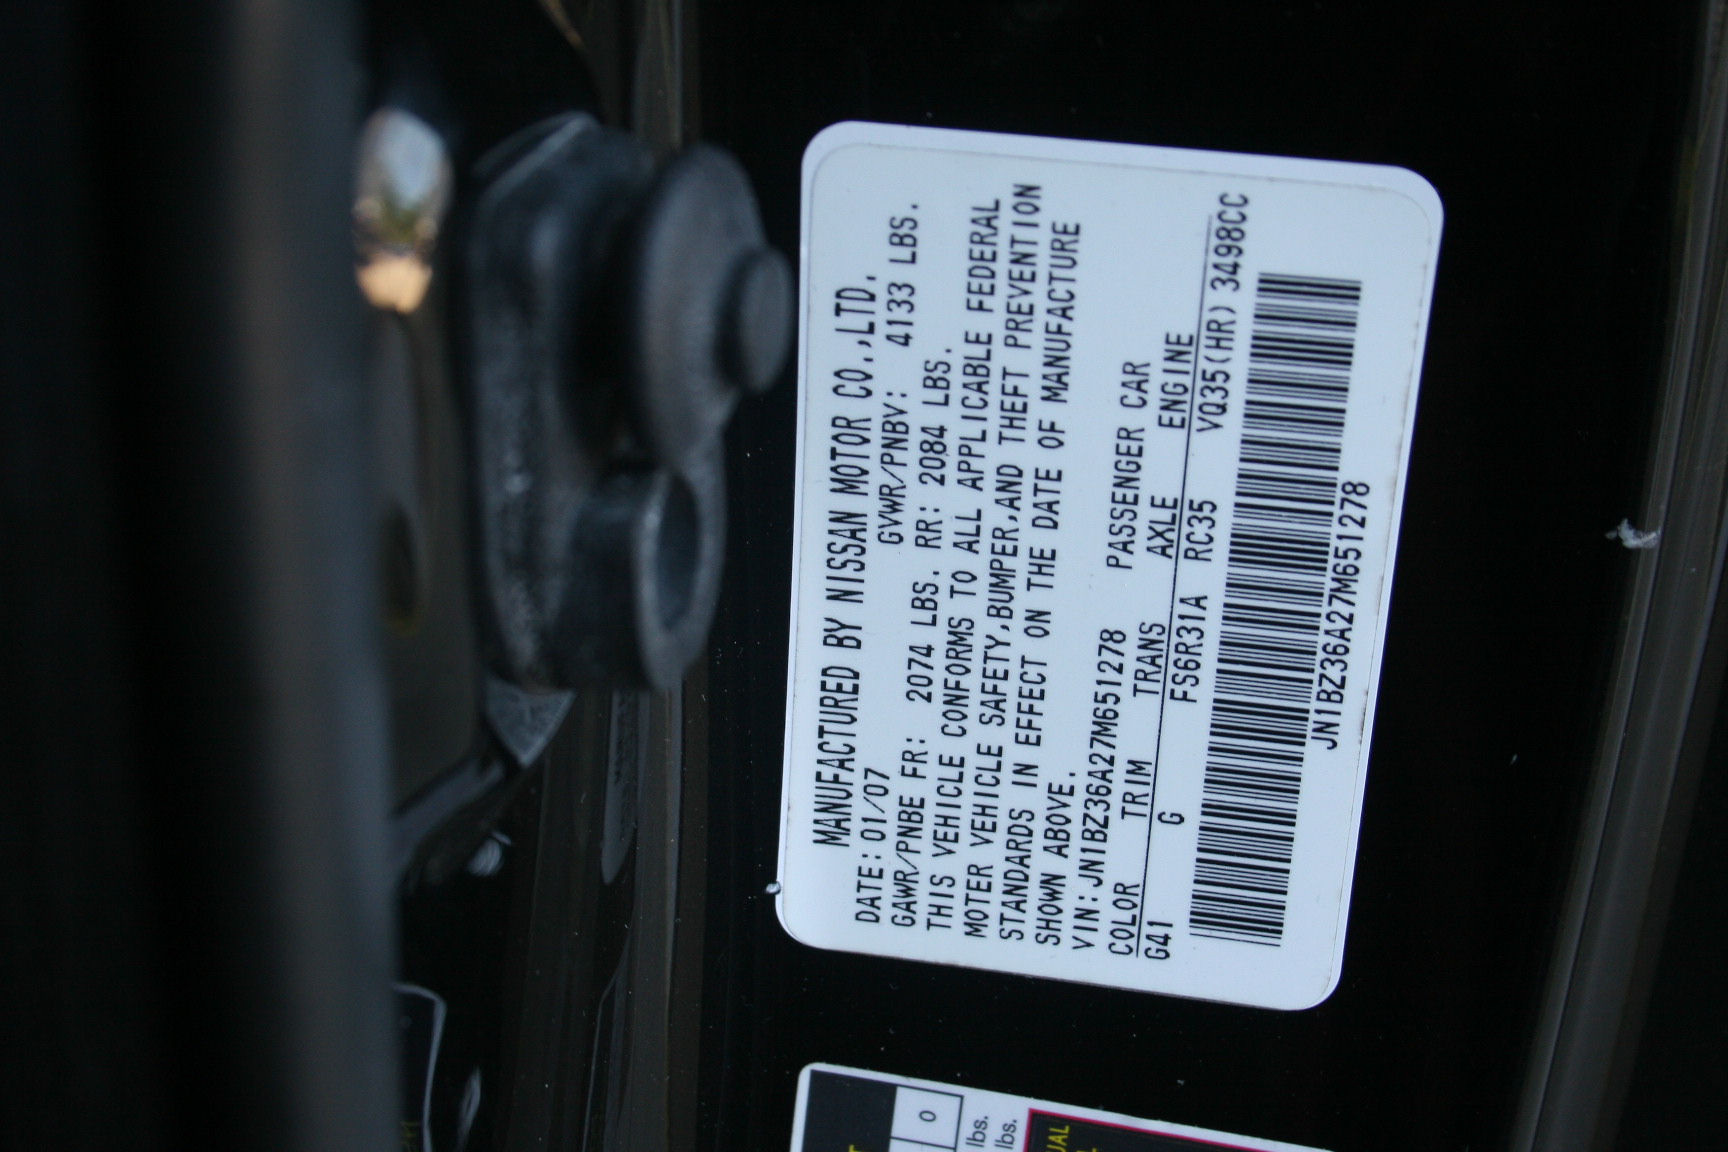 MANUFACTURED BY NISSAN MOTOR CO.,LTD.
DATE: 01/07 GVWR/PNBV: 4133 LBS.
GAWR/PNBE FR: 2074 LBS. RR: 2084 LBS.
THIS VEHICLE CONFORMS TO ALL APPLICABLE FEDERAL
MOTER VEHICLE SAFETY,BUMPER,AND THEFT PREVENTION
STANDARDS IN EFFECT ON THE DATE OF MANUFACTURE
SHOWN ABOVE.
VIN:JN1BZ36A27M651278 PASSENGER CAR
COLOR TRIM TRANS AXLE ENGINE
G41 G FS6R31A RC35 VQ35(HR) 3498CC
JN1BZ36A27M651278
0
lbs.
lbs.